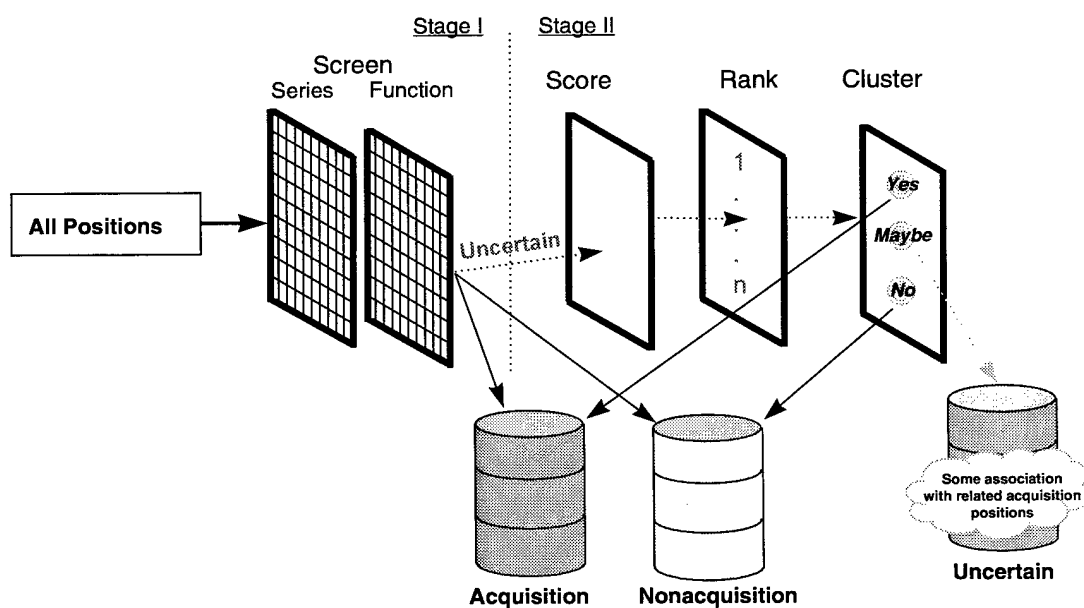 Stage I
Stage II
Screen
Series
Function
Score
Rank
Cluster
All Positions
Uncertain
1
.
.
.
n
Yes
Maybe
No
Some association
with related acquisition
positions
Acquisition
Nonacquisition
Uncertain